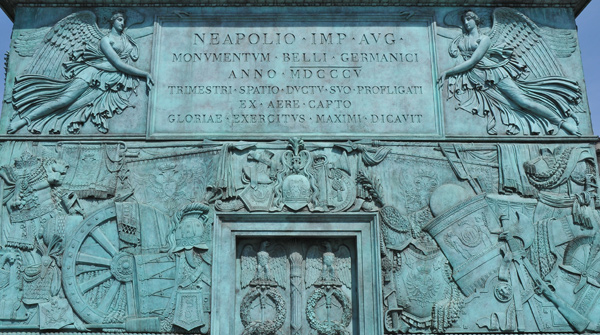 NEAPOLIO · IMP · AVG ·
MONVMENTVM · BELLI · GERMANICI
ANNO · MDCCCV
TRIMESTRI · SPATIO · DVCTV · SVO · PROFLIGATI
EX · AERE · CAPTO
GLORIAE · EXERCITVS · MAXIMI · DICAVIT